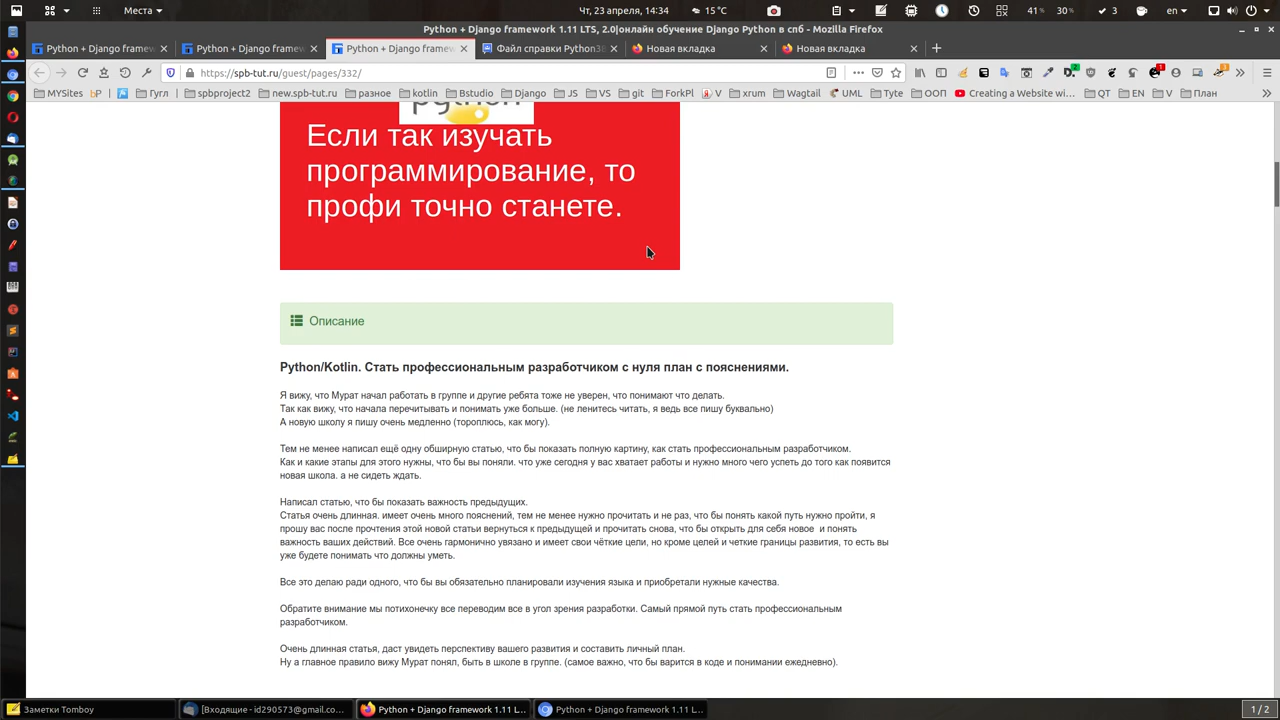 Места
Чт, 23 апреля, 14:34
15°C
en
41%
30%
3
Python + Django framework 1.11 LTS, 2.0|онлайн обучение Django Python в спб - Mozilla Firefox
Python + Django framew
Python + Django framew
Python + Django framew
Файл справки Python3В
Новая вкладка
Новая вкладка
https://spb-tut.ru/guest/pages/332/
MYSites
Гугл
spbproject2
new.spb-tut.ru
разное
kotlin
Bstudio
Django
JS
VS
git
ForkPl
V
xrum
Wagtail
UML
Tyte
ООП
Creating a Website wi...
QT
EN
V
План
python
Если так изучать
программирование, то
профи точно станете.
Описание
Python/Kotlin. Стать профессиональным разработчиком с нуля план с пояснениями.
Я вижу, что Мурат начал работать в группе и другие ребята тоже не уверен, что понимают что делать.
Так как вижу, что начала перечитывать и понимать уже больше. (не ленитесь читать, я ведь все пишу буквально)
А новую школу я пишу очень медленно (тороплюсь, как могу).
Тем не менее написал ещё одну обширную статью, что бы показать полную картину, как стать профессиональным разработчиком.
Как и какие этапы для этого нужны, что бы вы поняли. что уже сегодня у вас хватает работы и нужно много чего успеть до того как появится
новая школа. а не сидеть ждать.
Написал статью, что бы показать важность предыдущих.
Статья очень длинная. имеет очень много пояснений, тем не менее нужно прочитать и не раз, что бы понять какой путь нужно пройти, я
прошу вас после прочтения этой новой статьи вернуться к предыдущей и прочитать снова, что бы открыть для себя новое и понять
важность ваших действий. Все очень гармонично увязано и имеет свои чёткие цели, но кроме целей и четкие границы развития, то есть вы
уже будете понимать что должны уметь.
Все это делаю ради одного, что бы вы обязательно планировали изучения языка и приобретали нужные качества.
Обратите внимание мы потихонечку все переводим все в угол зрения разработки. Самый прямой путь стать профессиональным
разработчиком.
Очень длинная статья, даст увидеть перспективу вашего развития и составить личный план.
Ну а главное правило вижу Мурат понял, быть в школе в группе. (самое важно, что бы варится в коде и понимании ежедневно).
Заметки Tomboy
[Входящие - id290573@gmail.co...
Python + Django framework 1.11 L...
Python + Django framework 1.11 L...
1 / 2